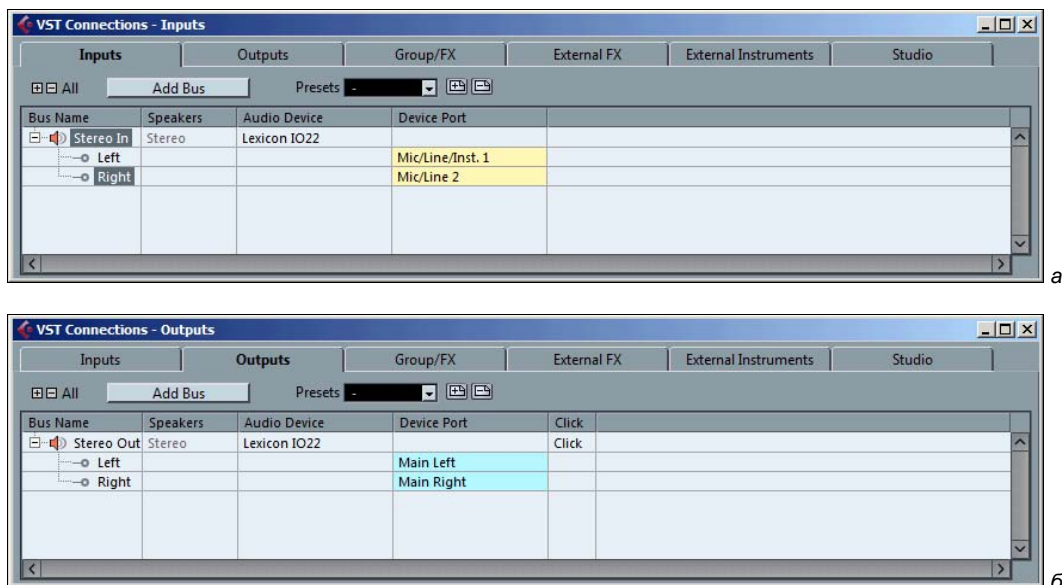 VST Connections - Inputs
Inputs Outputs Group/FX External FX External Instruments Studio
All Add Bus Presets -
Bus Name Speakers Audio Device Device Port
Stereo In Stereo Lexicon IO22
Left Mic/Line/Inst. 1
Right Mic/Line 2
а
VST Connections - Outputs
Inputs Outputs Group/FX External FX External Instruments Studio
All Add Bus Presets -
Bus Name Speakers Audio Device Device Port Click
Stereo Out Stereo Lexicon IO22 Click
Left Main Left
Right Main Right
б